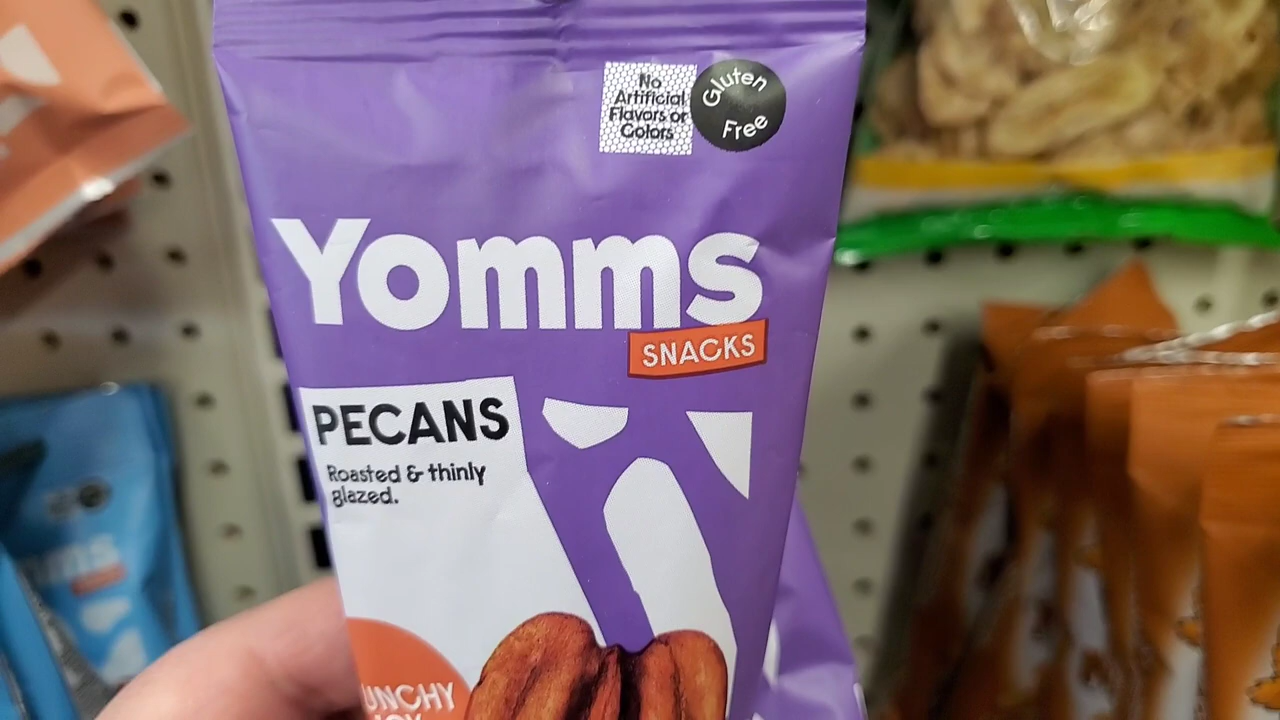 No
Artificial
Flavors or
Colors
Gluten
Free
Yomms
SNACKS
PECANS
Roasted & thinly
glazed.